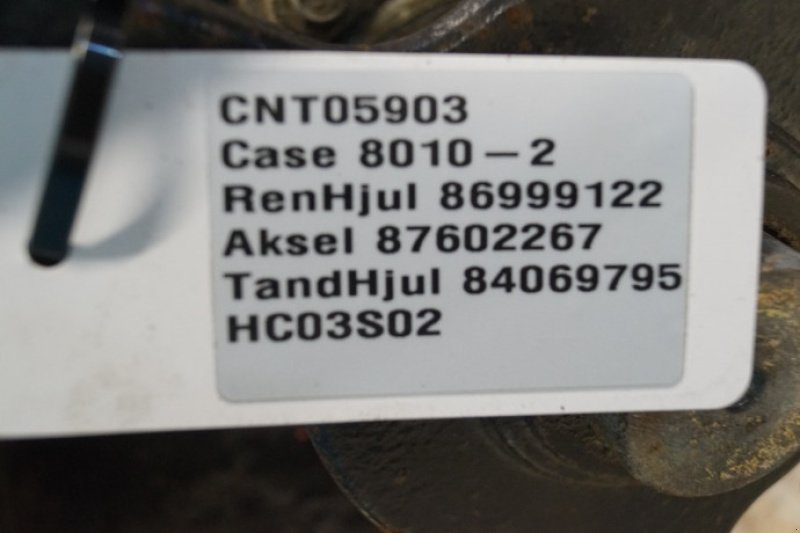 CNT05903
Case 8010-2
RenHjul 86999122
Aksel 87602267
TandHjul 84069795
HC03S02